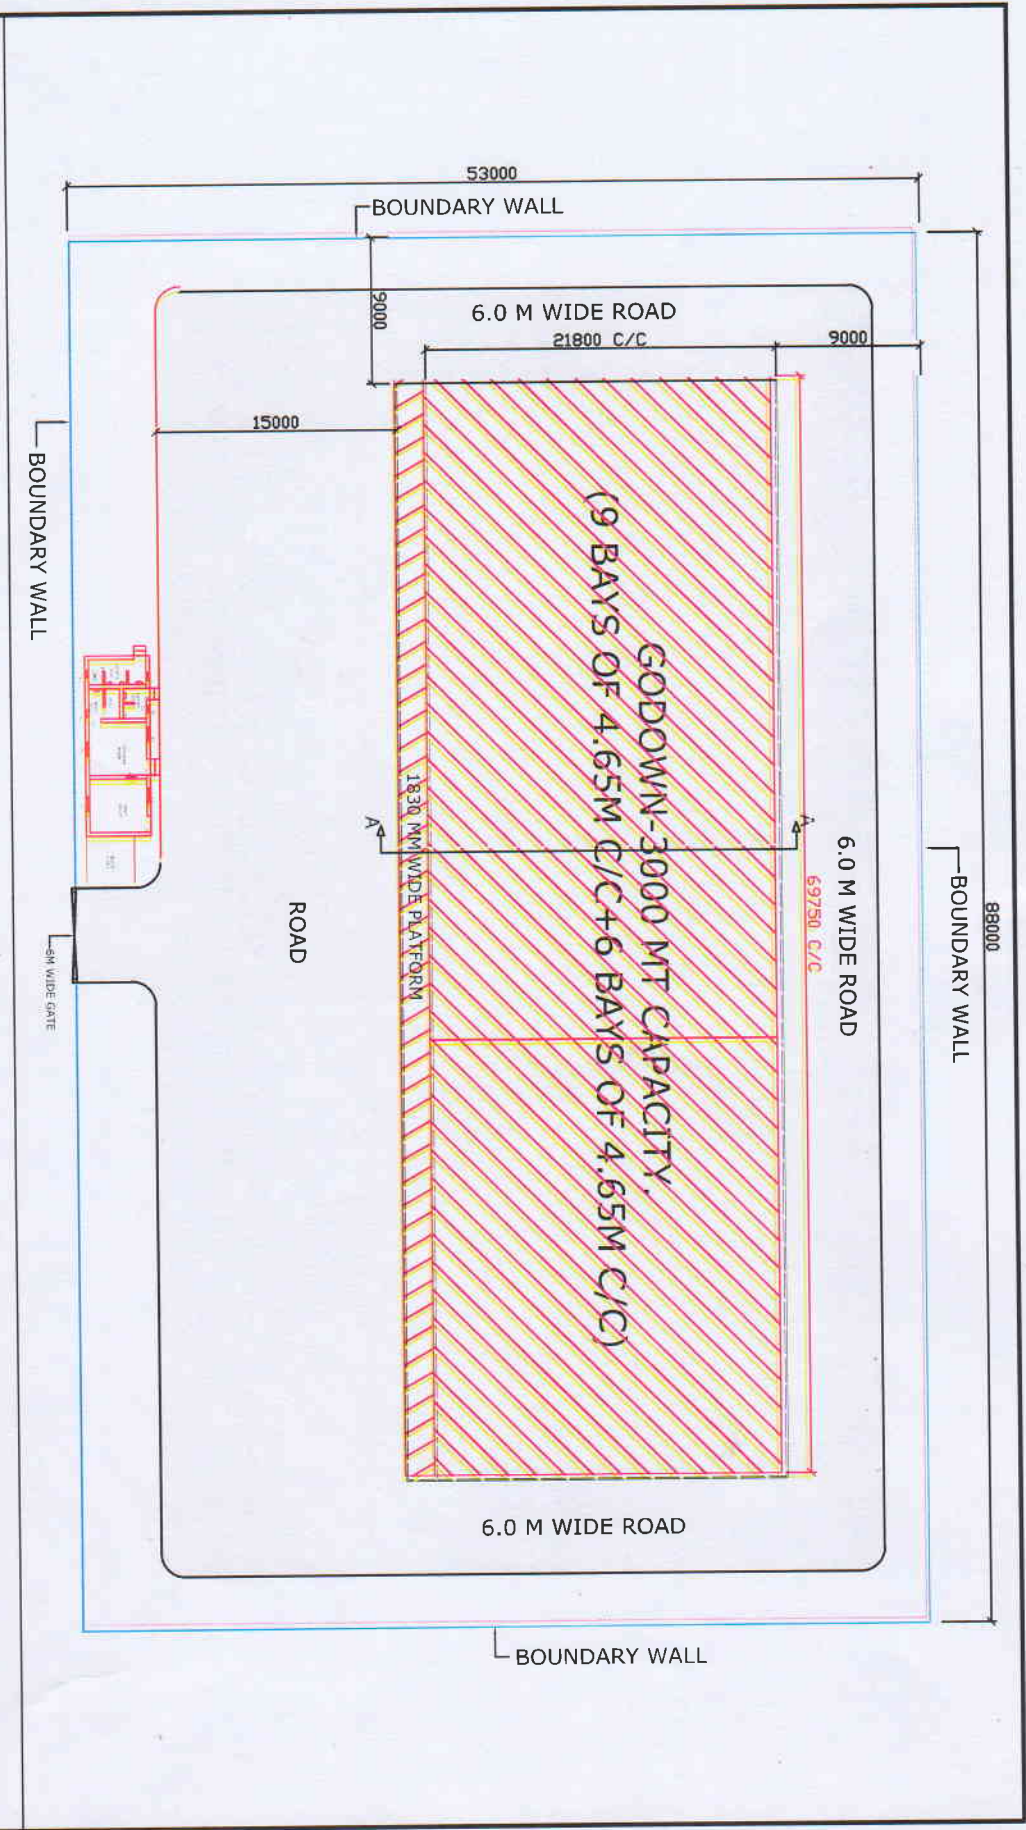 88000
BOUNDARY WALL
53000
BOUNDARY WALL
6.0 M WIDE ROAD
9000
21800 C/C
9000
6.0 M WIDE ROAD
69750 C/C
15000
GODOWN-3000 MT CAPACITY.
(9 BAYS OF 4.65M C/C+6 BAYS OF 4.65M C/C)
A
A
1830 MM WIDE PLATFORM
ROAD
6.0 M WIDE ROAD
BOUNDARY WALL
BOUNDARY WALL
6M WIDE GATE